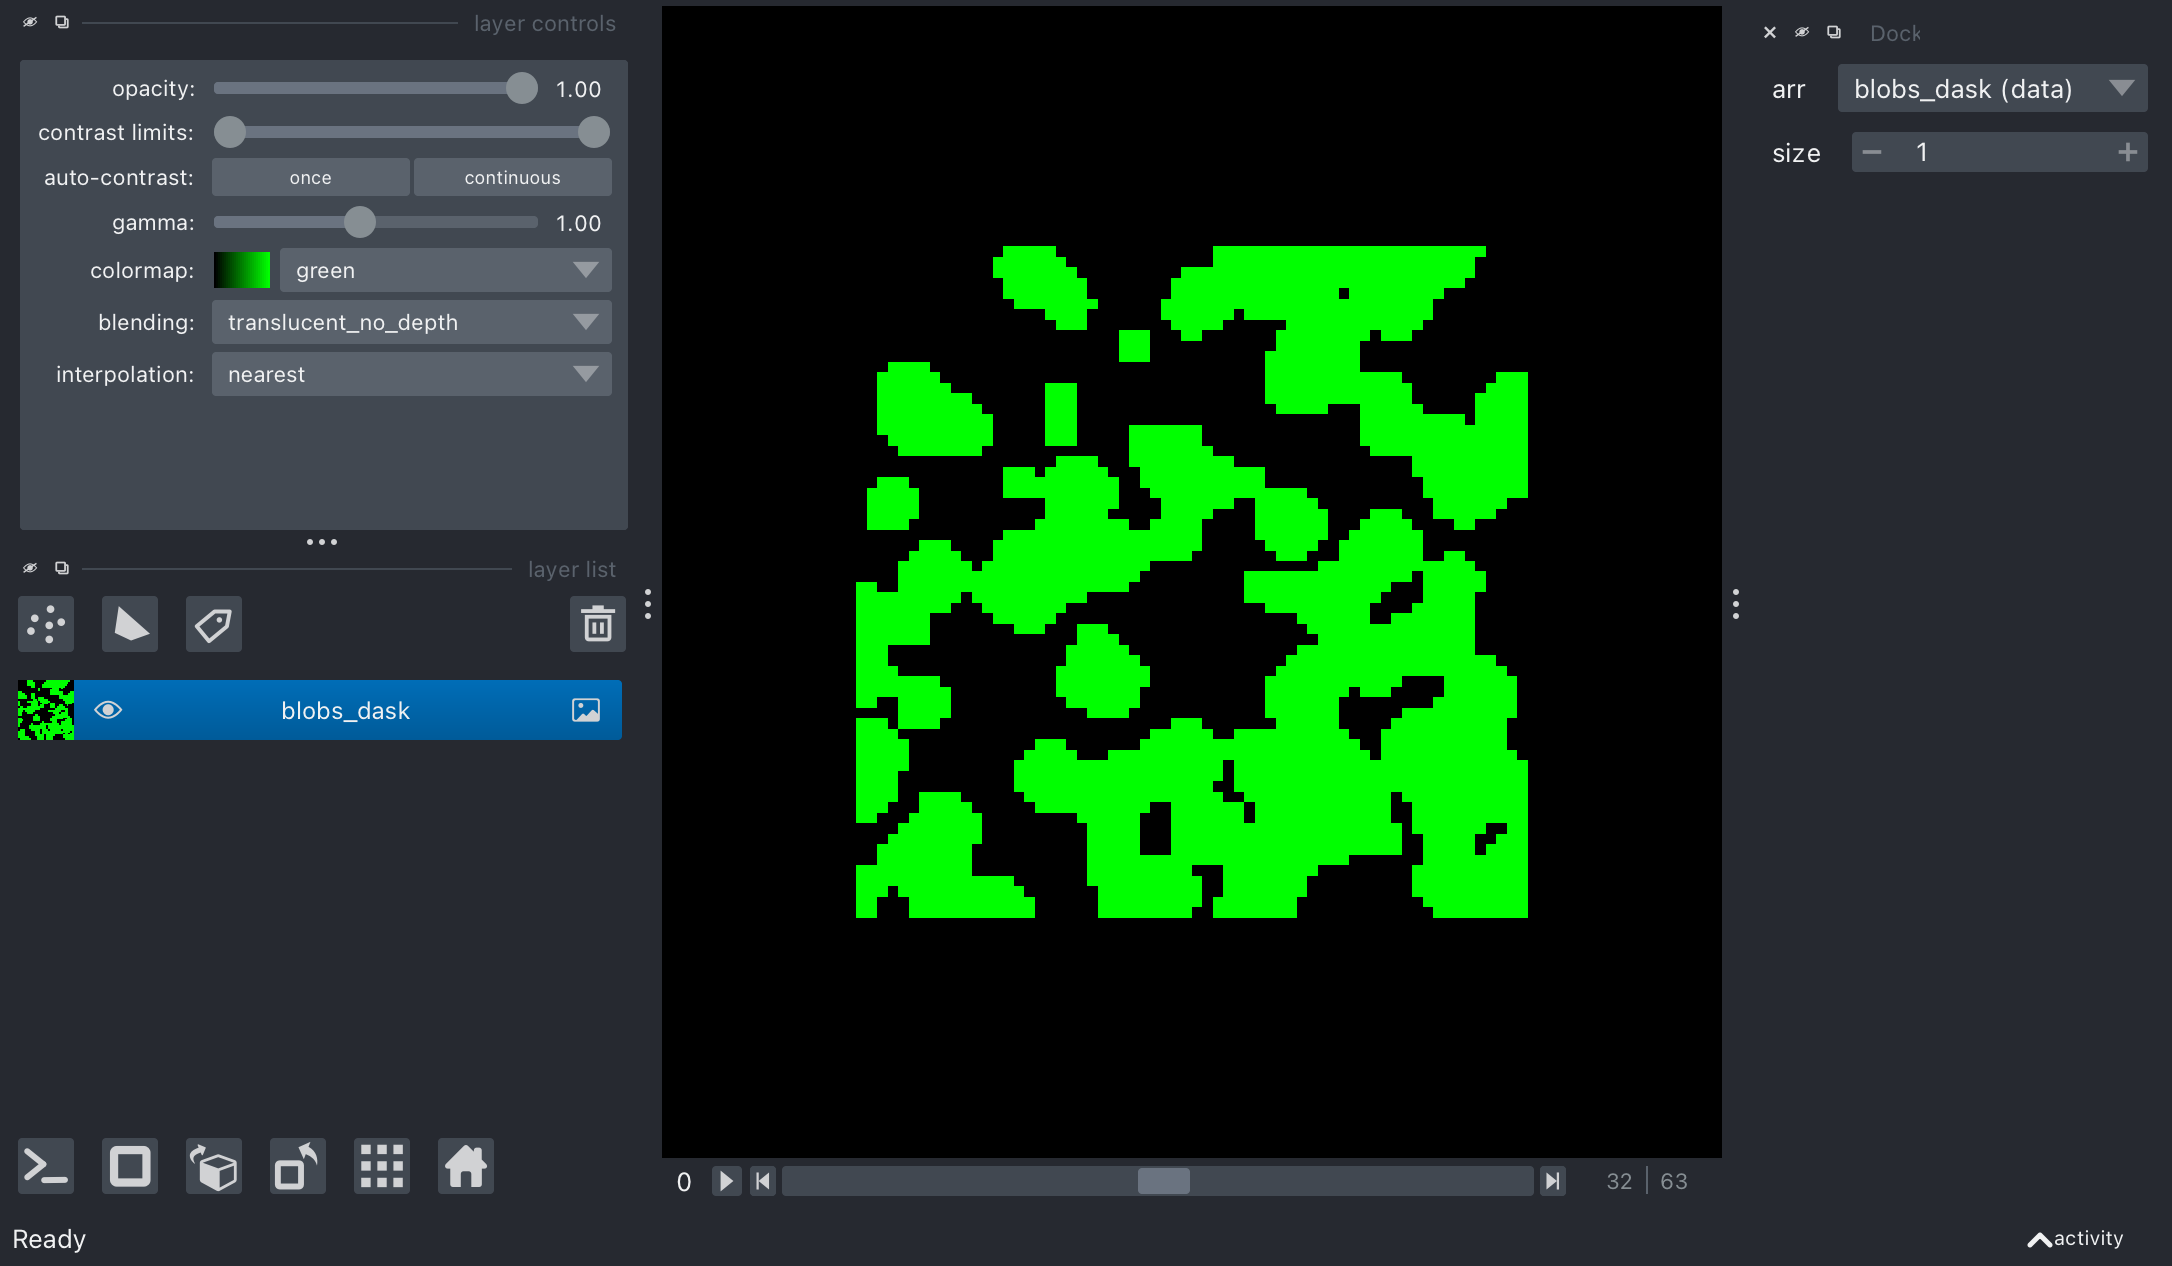 layer controls
opacity: 1.00
contrast limits:
auto-contrast: once continuous
gamma: 1.00
colormap: green
blending: translucent_no_depth
interpolation: nearest
layer list
blobs_dask
Ready
0 32 63
Dock
arr blobs_dask (data)
size 1
activity